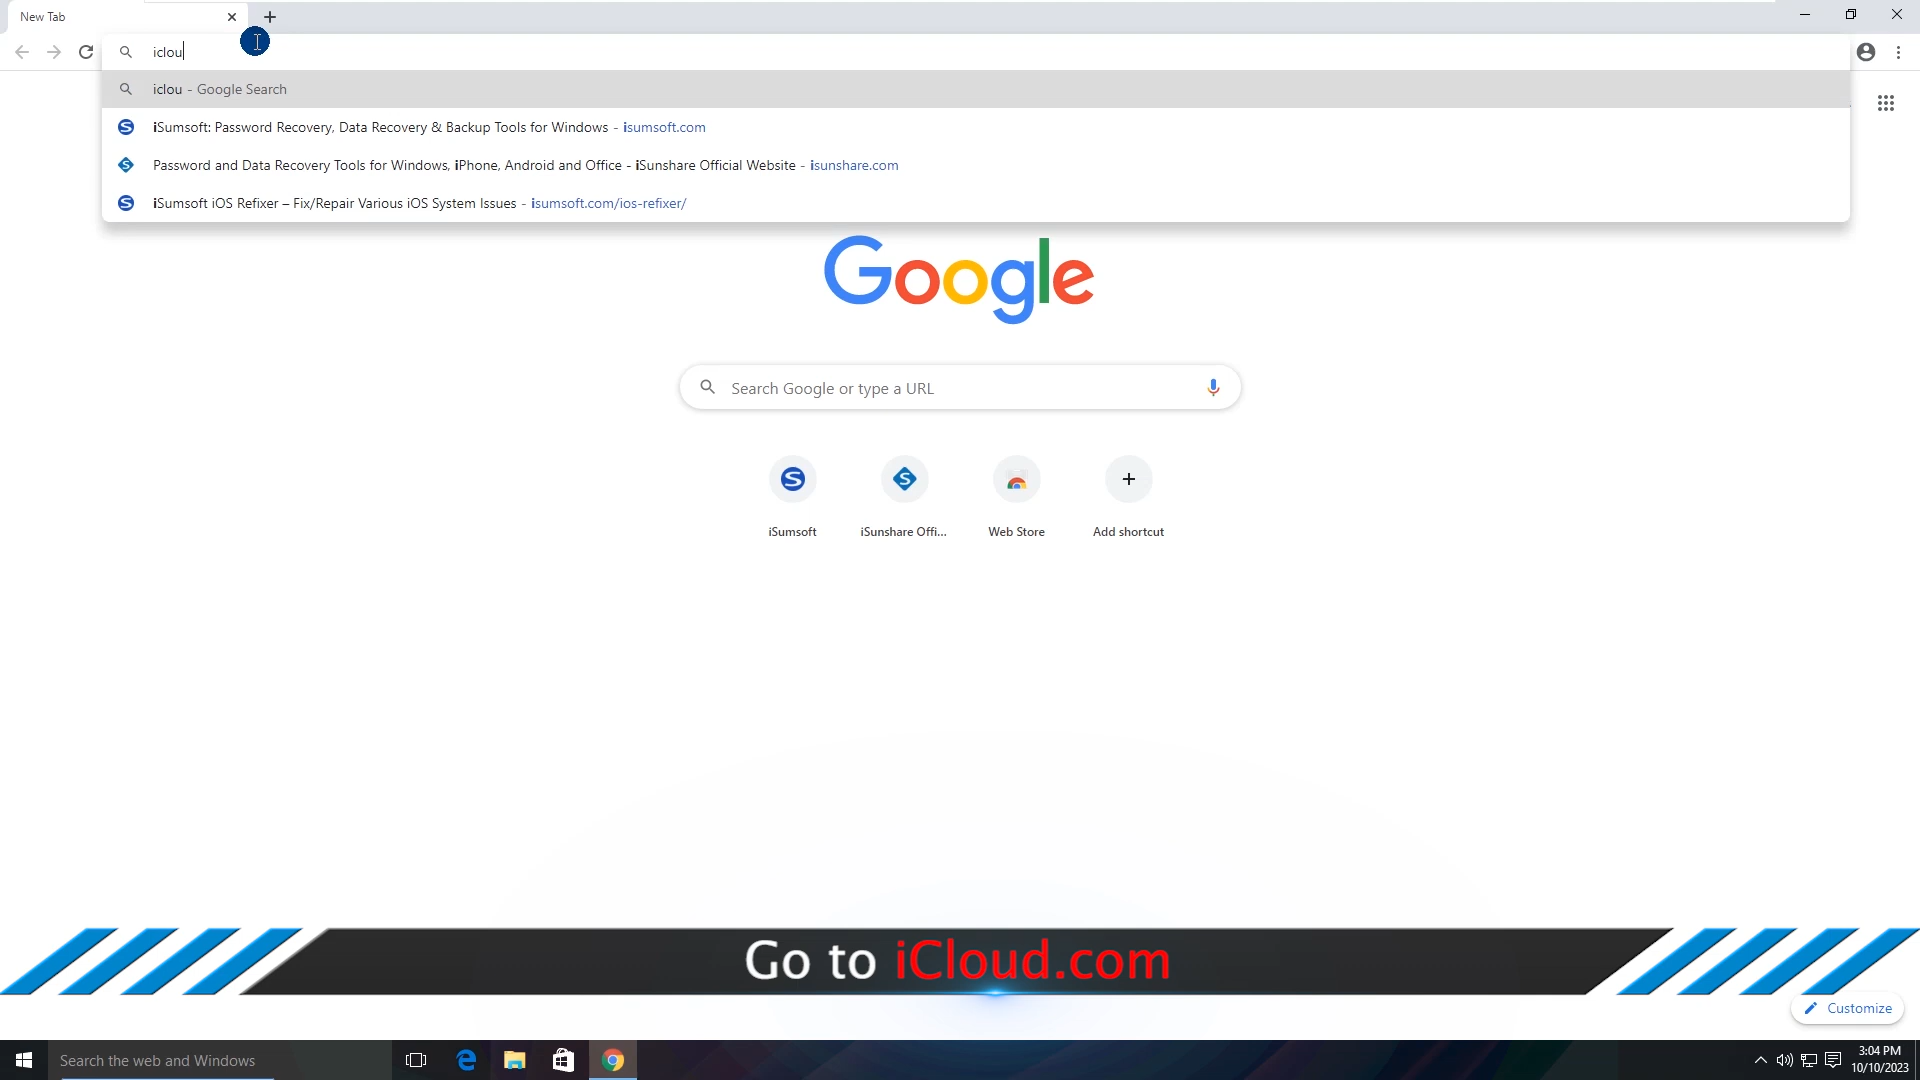 New Tab
iclou
iclou - Google Search
iSumsoft: Password Recovery, Data Recovery & Backup Tools for Windows - isumsoft.com
Password and Data Recovery Tools for Windows, iPhone, Android and Office - iSunshare Official Website - isunshare.com
iSumsoft iOS Refixer – Fix/Repair Various iOS System Issues - isumsoft.com/ios-refixer/
Google
Search Google or type a URL
iSumsoft
iSunshare Offi...
Web Store
Add shortcut
Go to iCloud.com
Customize
Search the web and Windows
3:04 PM
10/10/2023